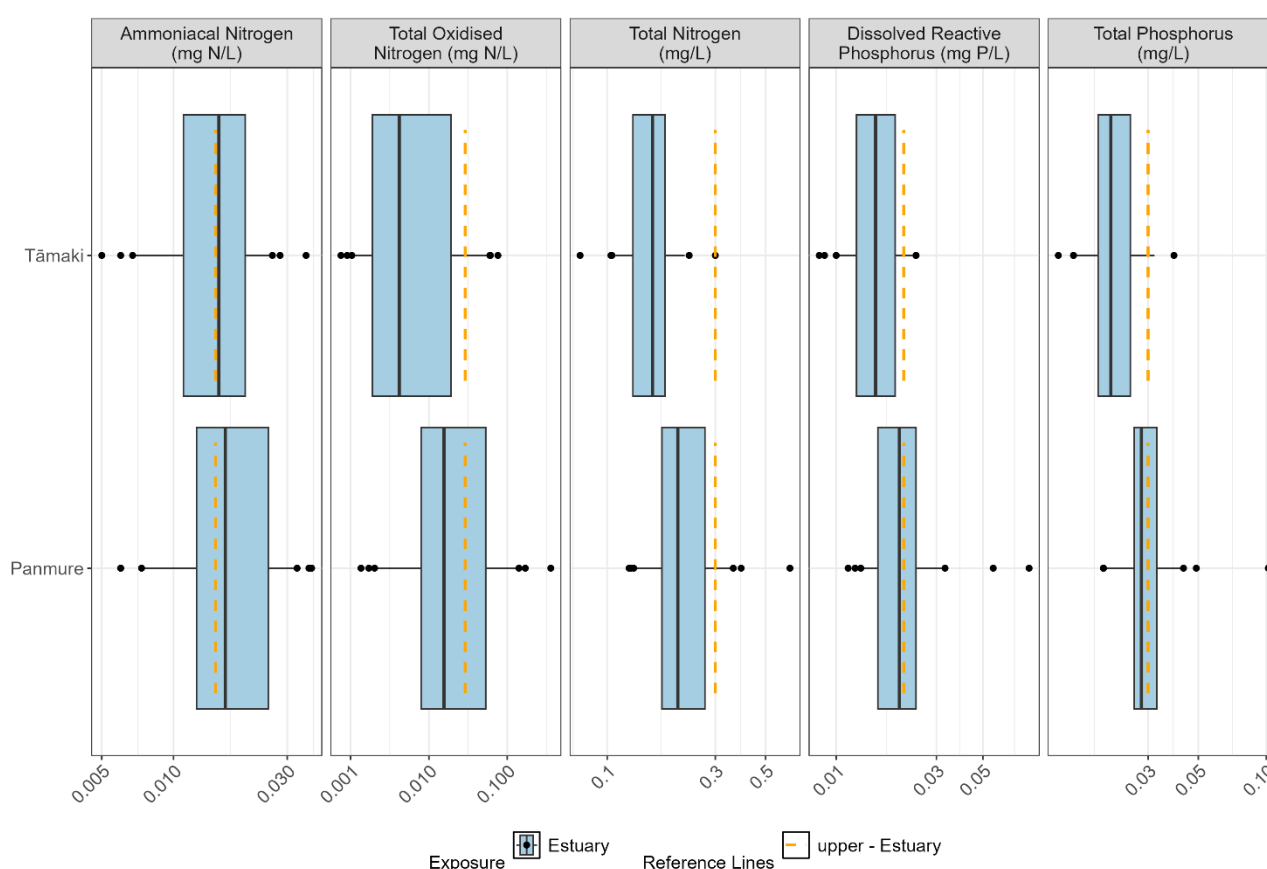 Ammoniacal Nitrogen
(mg N/L)
Total Oxidised
Nitrogen (mg N/L)
Total Nitrogen
(mg/L)
Dissolved Reactive
Phosphorus (mg P/L)
Total Phosphorus
(mg/L)
Tāmaki
Panmure
0.005
0.010
0.030
0.001
0.010
0.100
0.1
0.3
0.5
0.01
0.03
0.05
0.03
0.05
0.10
Exposure
Estuary
Reference Lines
upper - Estuary